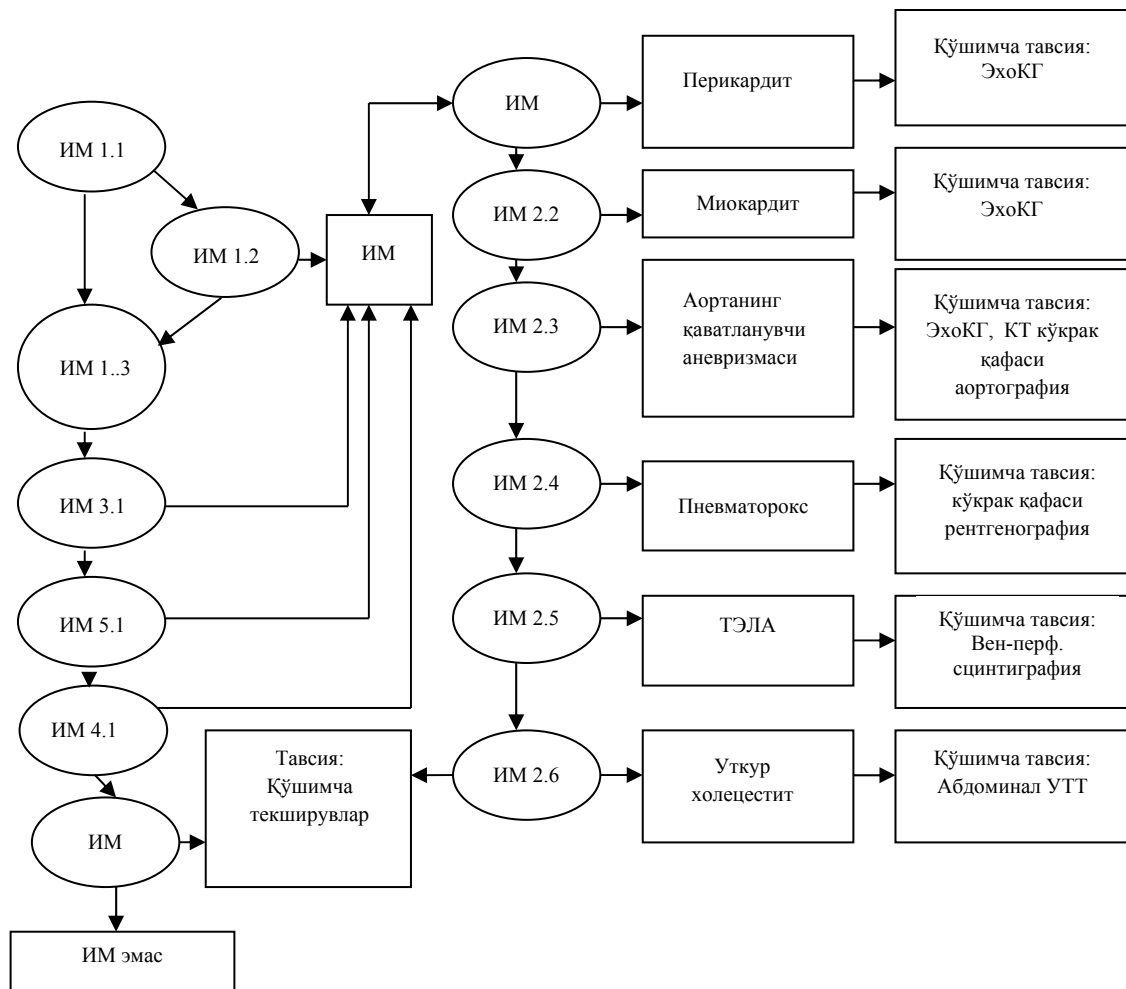 ИМ 1.1
ИМ 1.2
ИМ 1..3
ИМ 3.1
ИМ 5.1
ИМ 4.1
ИМ
ИМ эмас
Тавсия:
Қўшимча
текширувлар
ИМ
ИМ
Перикардит
Қўшимча тавсия:
ЭхоКГ
ИМ 2.2
Миокардит
Қўшимча тавсия:
ЭхоКГ
ИМ 2.3
Аортанинг
қаватланувчи
аневризмаси
Қўшимча тавсия:
ЭхоКГ, КТ кўкрак
қафаси
аортография
ИМ 2.4
Пневматорокс
Қўшимча тавсия:
кўкрак қафаси
рентгенография
ИМ 2.5
ТЭЛА
Қўшимча тавсия:
Вен-перф.
сцинтиграфия
ИМ 2.6
Уткур
холецестит
Қўшимча тавсия:
Абдоминал УТТ